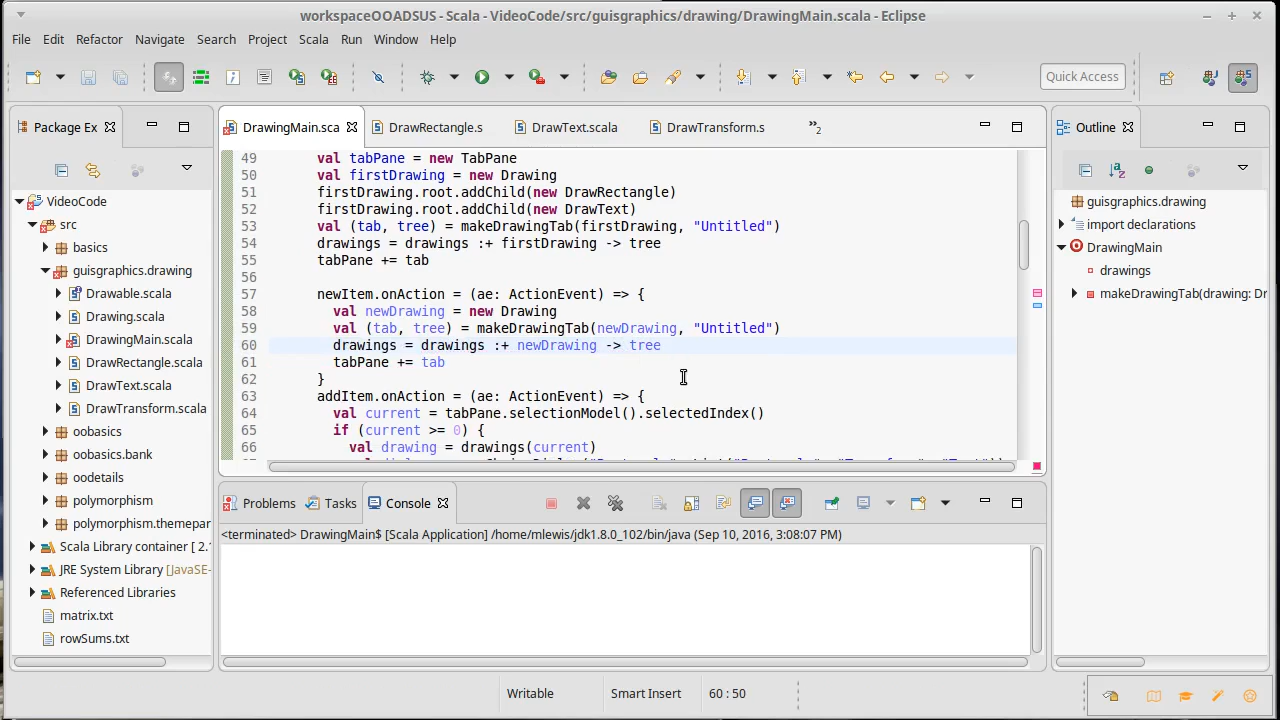 workspaceOOADSUS - Scala - VideoCode/src/guisgraphics/drawing/DrawingMain.scala - Eclipse
File Edit Refactor Navigate Search Project Scala Run Window Help
Quick Access
Package Ex
DrawingMain.sca DrawRectangle.s DrawText.scala DrawTransform.s »2
Outline
VideoCode
src
basics
guisgraphics.drawing
Drawable.scala
Drawing.scala
DrawingMain.scala
DrawRectangle.scala
DrawText.scala
DrawTransform.scala
oobasics
oobasics.bank
oodetails
polymorphism
polymorphism.themepar
Scala Library container [ 2.
JRE System Library [JavaSE-
Referenced Libraries
matrix.txt
rowSums.txt
49 val tabPane = new TabPane
50 val firstDrawing = new Drawing
51 firstDrawing.root.addChild(new DrawRectangle)
52 firstDrawing.root.addChild(new DrawText)
53 val (tab, tree) = makeDrawingTab(firstDrawing, "Untitled")
54 drawings = drawings :+ firstDrawing -> tree
55 tabPane += tab
56
57 newItem.onAction = (ae: ActionEvent) => {
58 val newDrawing = new Drawing
59 val (tab, tree) = makeDrawingTab(newDrawing, "Untitled")
60 drawings = drawings :+ newDrawing -> tree
61 tabPane += tab
62 }
63 addItem.onAction = (ae: ActionEvent) => {
64 val current = tabPane.selectionModel().selectedIndex()
65 if (current >= 0) {
66 val drawing = drawings(current)
guisgraphics.drawing
import declarations
DrawingMain
drawings
makeDrawingTab(drawing: Dr
Problems Tasks Console
<terminated> DrawingMain$ [Scala Application] /home/mlewis/jdk1.8.0_102/bin/java (Sep 10, 2016, 3:08:07 PM)
Writable Smart Insert 60 : 50